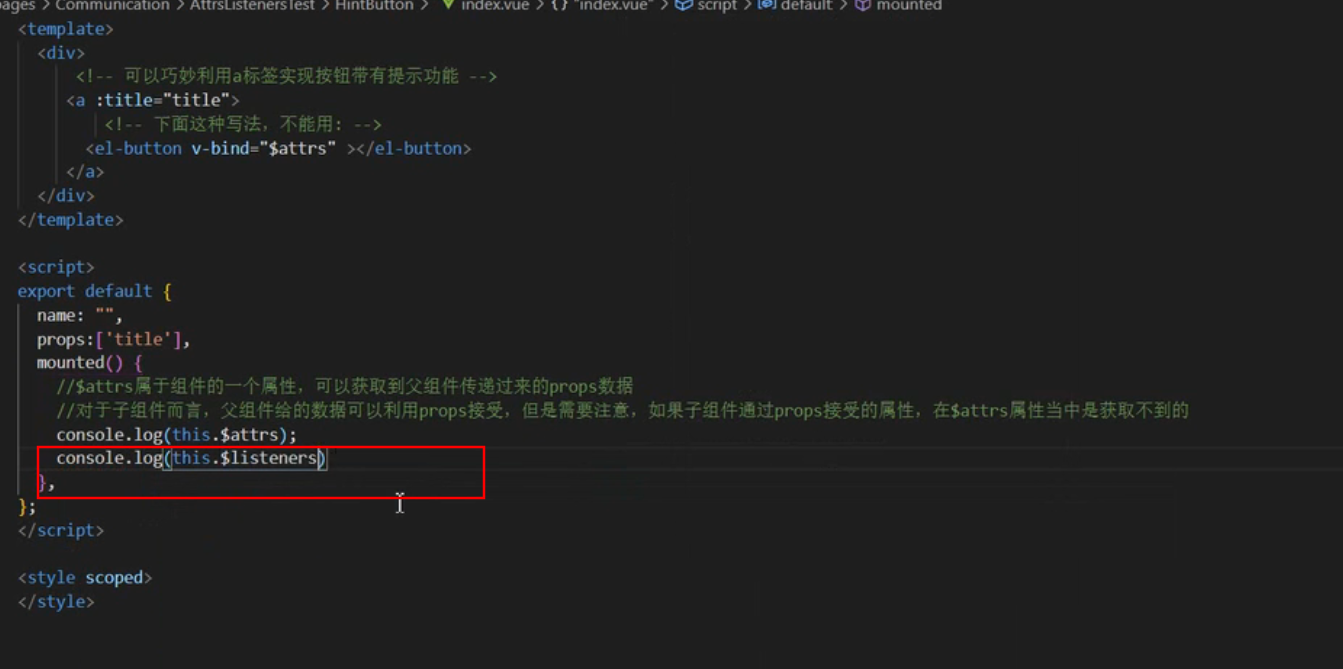 pages > Communication > AttrsListenersTest > HintButton > index.vue > {} "index.vue" > script > default > mounted
<template>
<div>
<!-- 可以巧妙利用a标签实现按钮带有提示功能 -->
<a :title="title">
<!-- 下面这种写法，不能用: -->
<el-button v-bind="$attrs" ></el-button>
</a>
</div>
</template>
<script>
export default {
name: "",
props:['title'],
mounted() {
//$attrs属于组件的一个属性，可以获取到父组件传递过来的props数据
//对于子组件而言，父组件给的数据可以利用props接受，但是需要注意，如果子组件通过props接受的属性，在$attrs属性当中是获取不到的
console.log(this.$attrs);
console.log(this.$listeners)
},
};
</script>
<style scoped>
</style>